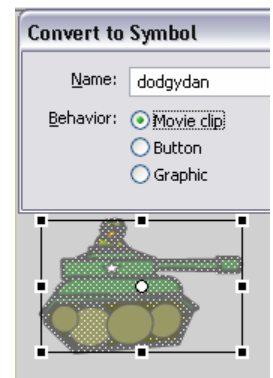 Convert to Symbol
Name: dodgydan
Behavior: Movie clip
Button
Graphic